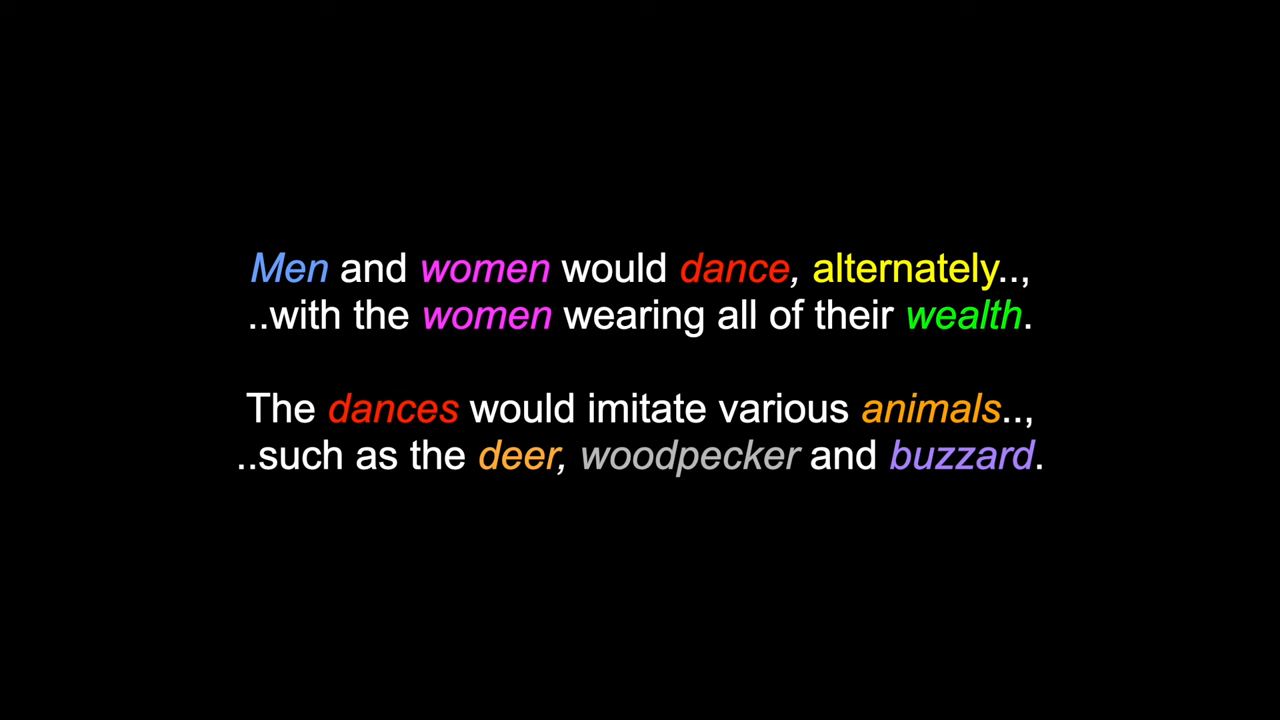 Men and women would dance, alternately..,
..with the women wearing all of their wealth.
The dances would imitate various animals..,
..such as the deer, woodpecker and buzzard.